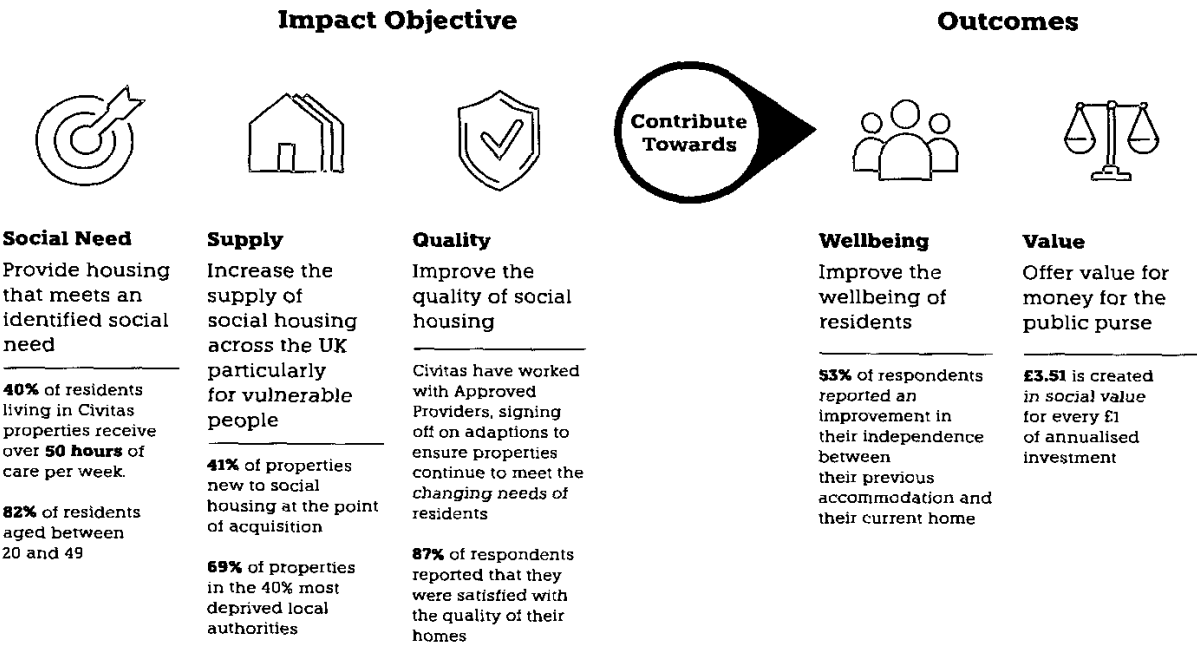 Impact Objective
Outcomes
Contribute
Towards
Social Need
Provide housing
that meets an
identified social
need
40% of residents
living in Civitas
properties receive
over 50 hours of
care per week.
82% of residents
aged between
20 and 49
Supply
Increase the
supply of
social housing
across the UK
particularly
for vulnerable
people
41% of properties
new to social
housing at the point
of acquisition
69% of properties
in the 40% most
deprived local
authorities
Quality
Improve the
quality of social
housing
Civitas have worked
with Approved
Providers, signing
off on adaptions to
ensure properties
continue to meet the
changing needs of
residents
87% of respondents
reported that they
were satisfied with
the quality of their
homes
Wellbeing
Improve the
wellbeing of
residents
53% of respondents
reported an
improvement in
their independence
between
their previous
accommodation and
their current home
Value
Offer value for
money for the
public purse
£3.51 is created
in social value
for every £1
of annualised
investment